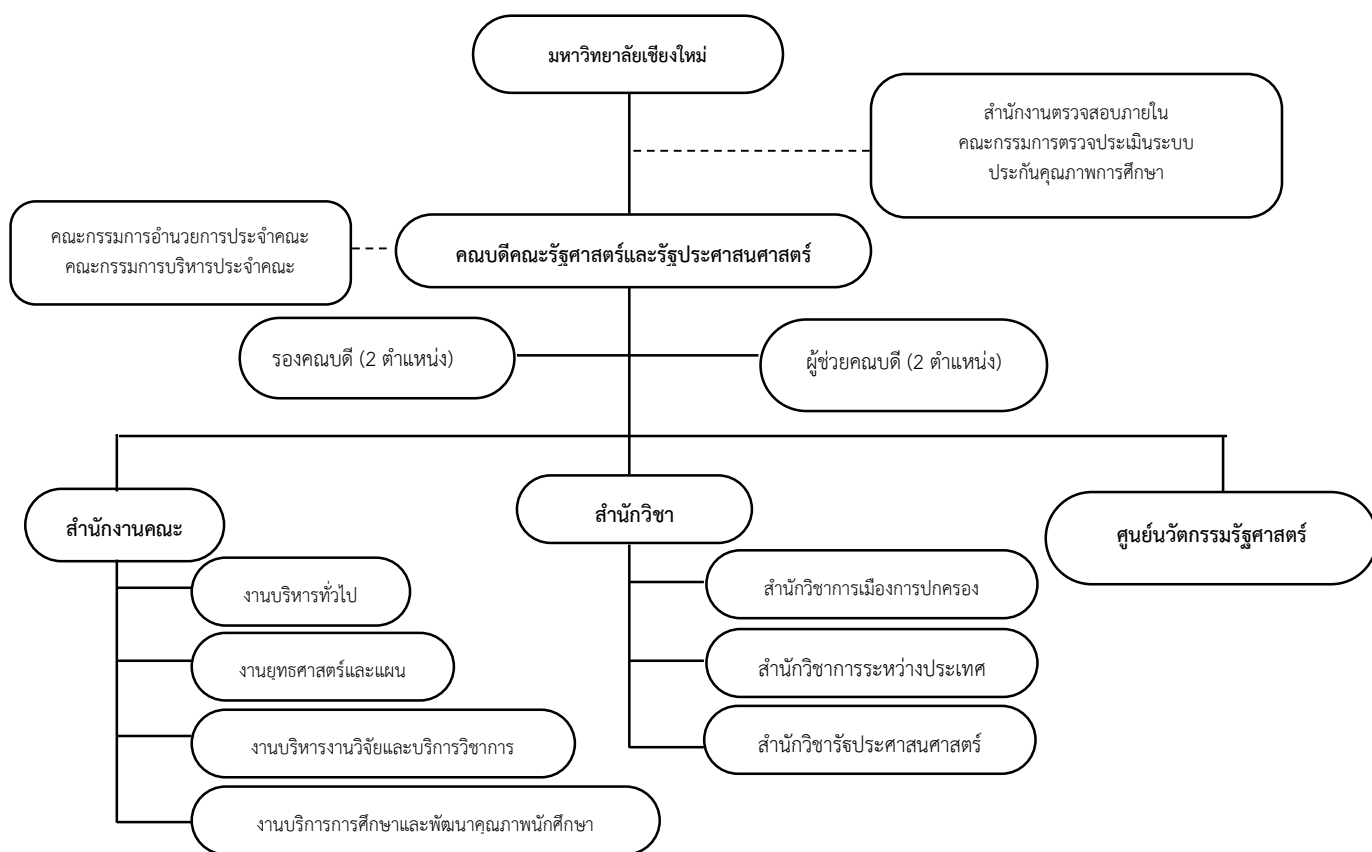 มหาวิทยาลัยเชียงใหม่
สำนักงานตรวจสอบภายใน
คณะกรรมการตรวจประเมินระบบ
ประกันคุณภาพการศึกษา
คณะกรรมการอำนวยการประจำคณะ
คณะกรรมการบริหารประจำคณะ
คณบดีคณะรัฐศาสตร์และรัฐประศาสนศาสตร์
รองคณบดี (2 ตำแหน่ง)
ผู้ช่วยคณบดี (2 ตำแหน่ง)
สำนักงานคณะ
สำนักวิชา
ศูนย์นวัตกรรมรัฐศาสตร์
งานบริหารทั่วไป
งานยุทธศาสตร์และแผน
งานบริหารงานวิจัยและบริการวิชาการ
งานบริการการศึกษาและพัฒนาคุณภาพนักศึกษา
สำนักวิชาการเมืองการปกครอง
สำนักวิชาการระหว่างประเทศ
สำนักวิชารัฐประศาสนศาสตร์